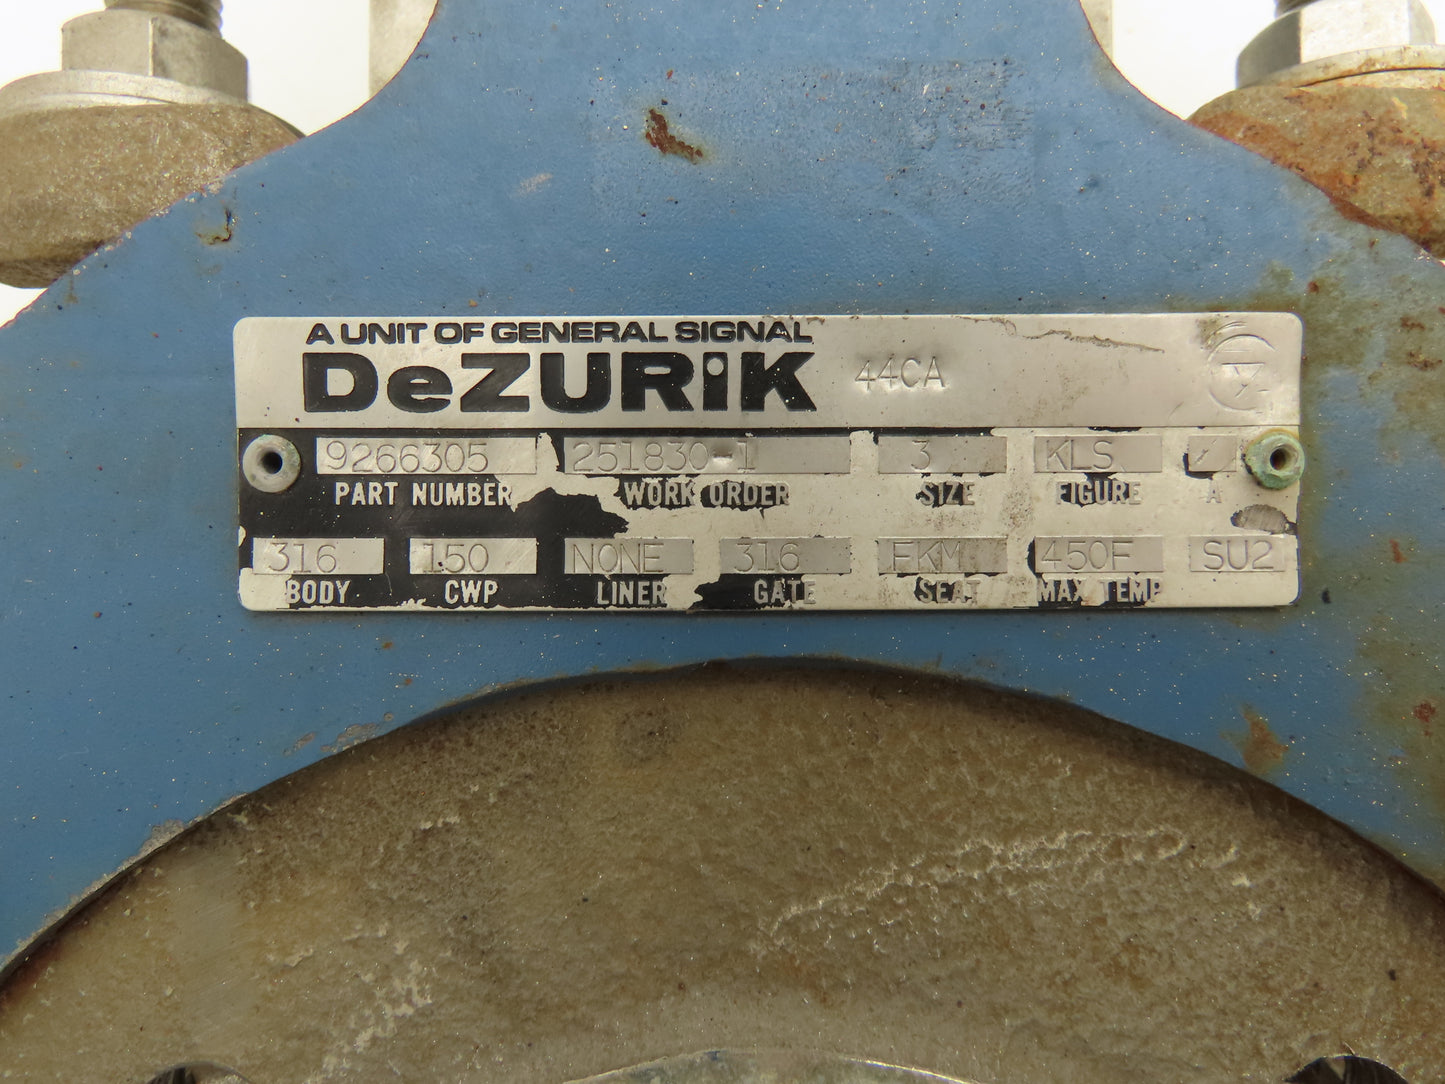 A UNIT OF GENERAL SIGNAL
DeZURiK 44CA
9266305 251830-1 3 KLS
PART NUMBER WORK ORDER SIZE FIGURE A
316 150 NONE 316 FKM 450F SU2
BODY CWP LINER GATE SEAT MAX TEMP